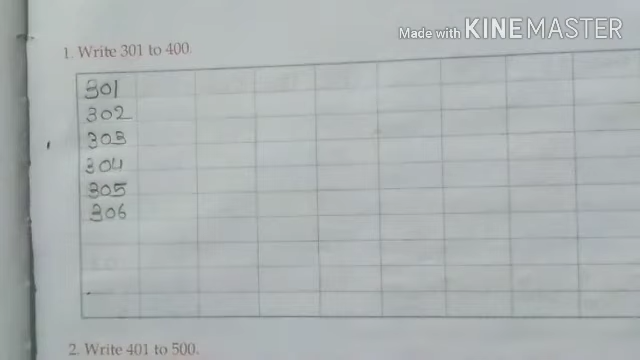 Made with KINEMASTER
1. Write 301 to 400.
301
302
303
304
305
306
2. Write 401 to 500.